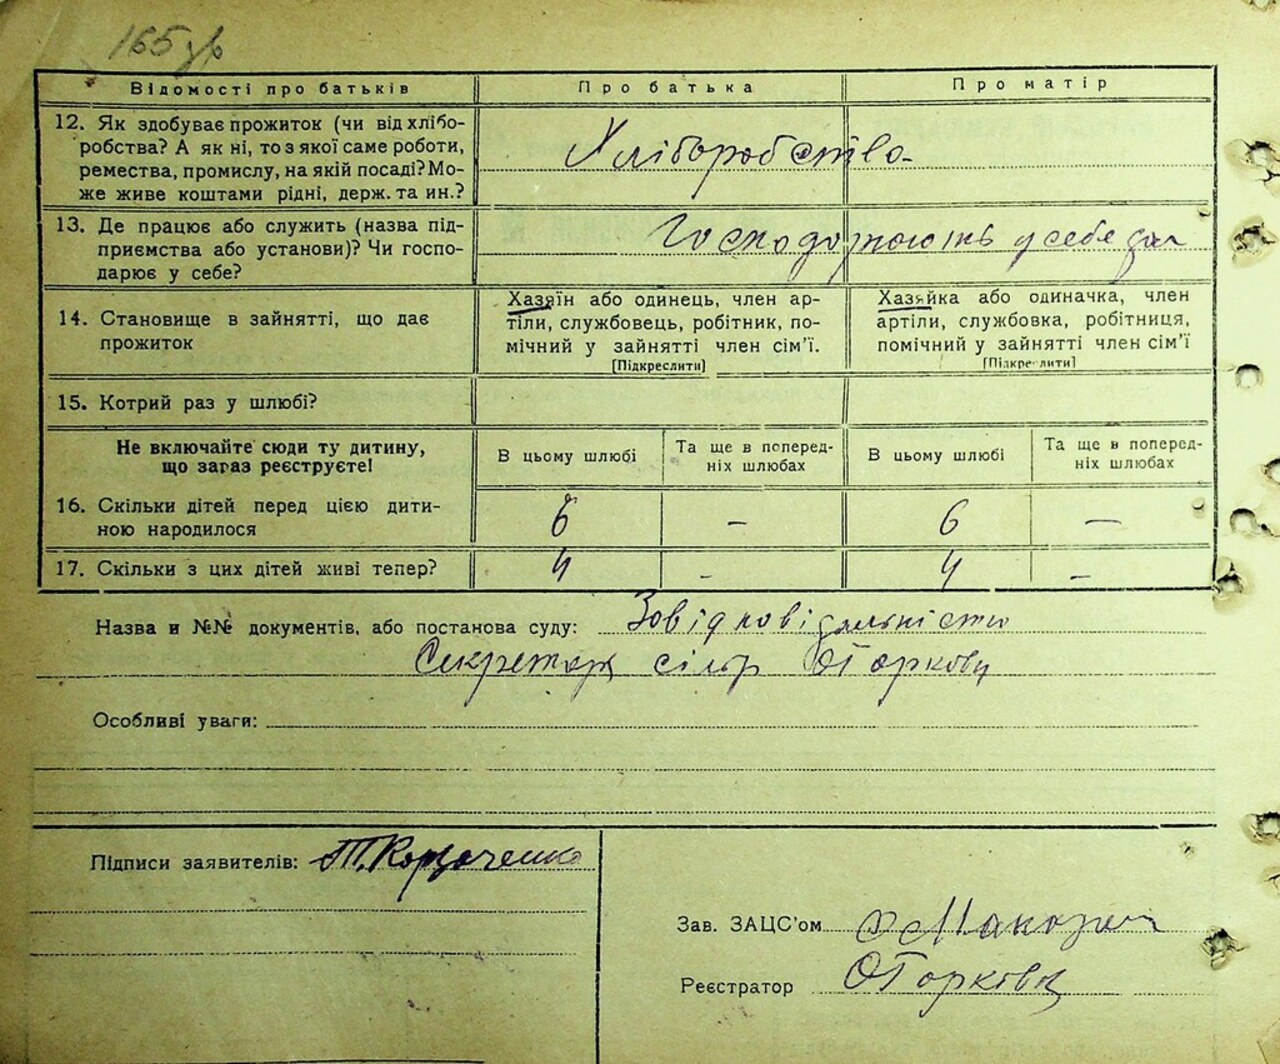 165 зв
Відомості про батьків
Про батька
Про матір
12. Як здобуває прожиток (чи від хлібо-
робства? А як ні, то з якої саме роботи,
ремества, промислу, на якій посаді? Мо-
же живе коштами рідні, держ. та ин.?
Хліборобство
13. Де працює або служить (назва під-
приємства або установи)? Чи госпо-
дарює у себе?
Господарюють у себе
14. Становище в зайнятті, що дає
прожиток
Хазяїн або одинець, член ар-
тіли, службовець, робітник, по-
мічний у зайнятті член сім'ї.
[Підкреслити]
Хазяйка або одиначка, член
артіли, службовка, робітниця,
помічний у зайнятті член сім'ї
[Підкреслити]
15. Котрий раз у шлюбі?
Не включайте сюди ту дитину,
що зараз реєструєте!
В цьому шлюбі
Та ще в поперед-
ніх шлюбах
В цьому шлюбі
Та ще в поперед-
ніх шлюбах
16. Скільки дітей перед цією дити-
ною народилося
6 – 6 —
17. Скільки з цих дітей живі тепер?
4 - 4 –
Назва и №№ документів, або постанова суду: Зовідповідальністю
Секретаря сільр
Особливі уваги:
Підписи заявителів:
Зав. ЗАЦС'ом
Реєстратор